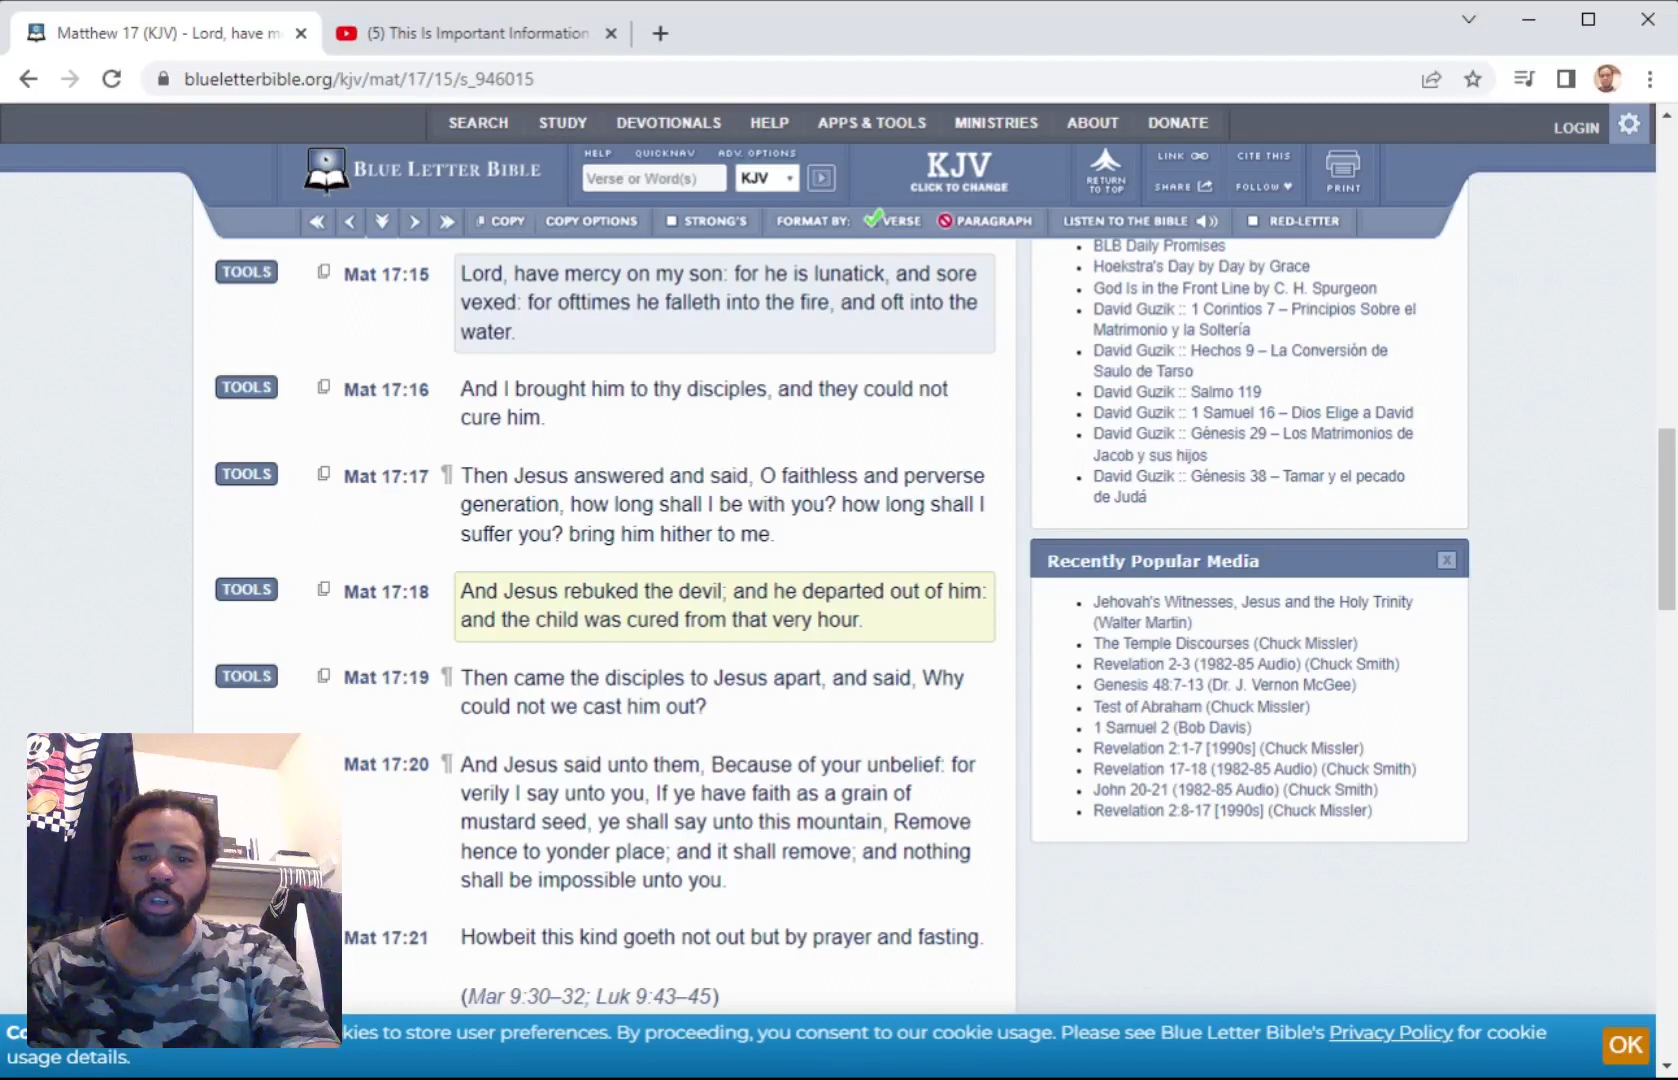 Matthew 17 (KJV) - Lord, have m
(5) This Is Important Information
blueletterbible.org/kjv/mat/17/15/s_946015
SEARCH STUDY DEVOTIONALS HELP APPS & TOOLS MINISTRIES ABOUT DONATE
LOGIN
BLUE LETTER BIBLE
HELP QUICKNAV ADV. OPTIONS
Verse or Word(s)
KJV
KJV
CLICK TO CHANGE
RETURN
TO TOP
LINK
CITE THIS
SHARE
FOLLOW
PRINT
COPY COPY OPTIONS STRONG'S FORMAT BY: VERSE PARAGRAPH LISTEN TO THE BIBLE RED-LETTER
TOOLS Mat 17:15 Lord, have mercy on my son: for he is lunatick, and sore
vexed: for ofttimes he falleth into the fire, and oft into the
water.
TOOLS Mat 17:16 And I brought him to thy disciples, and they could not
cure him.
TOOLS Mat 17:17 ¶ Then Jesus answered and said, O faithless and perverse
generation, how long shall I be with you? how long shall I
suffer you? bring him hither to me.
TOOLS Mat 17:18 And Jesus rebuked the devil; and he departed out of him:
and the child was cured from that very hour.
TOOLS Mat 17:19 ¶ Then came the disciples to Jesus apart, and said, Why
could not we cast him out?
Mat 17:20 ¶ And Jesus said unto them, Because of your unbelief: for
verily I say unto you, If ye have faith as a grain of
mustard seed, ye shall say unto this mountain, Remove
hence to yonder place; and it shall remove; and nothing
shall be impossible unto you.
Mat 17:21 Howbeit this kind goeth not out but by prayer and fasting.
(Mar 9:30–32; Luk 9:43–45)
BLB Daily Promises
Hoekstra's Day by Day by Grace
God Is in the Front Line by C. H. Spurgeon
David Guzik :: 1 Corintios 7 – Principios Sobre el
Matrimonio y la Soltería
David Guzik :: Hechos 9 – La Conversión de
Saulo de Tarso
David Guzik :: Salmo 119
David Guzik :: 1 Samuel 16 – Dios Elige a David
David Guzik :: Génesis 29 – Los Matrimonios de
Jacob y sus hijos
David Guzik :: Génesis 38 – Tamar y el pecado
de Judá
Recently Popular Media
X
Jehovah's Witnesses, Jesus and the Holy Trinity
(Walter Martin)
The Temple Discourses (Chuck Missler)
Revelation 2-3 (1982-85 Audio) (Chuck Smith)
Genesis 48:7-13 (Dr. J. Vernon McGee)
Test of Abraham (Chuck Missler)
1 Samuel 2 (Bob Davis)
Revelation 2:1-7 [1990s] (Chuck Missler)
Revelation 17-18 (1982-85 Audio) (Chuck Smith)
John 20-21 (1982-85 Audio) (Chuck Smith)
Revelation 2:8-17 [1990s] (Chuck Missler)
Co kies to store user preferences. By proceeding, you consent to our cookie usage. Please see Blue Letter Bible's Privacy Policy for cookie
usage details.
OK